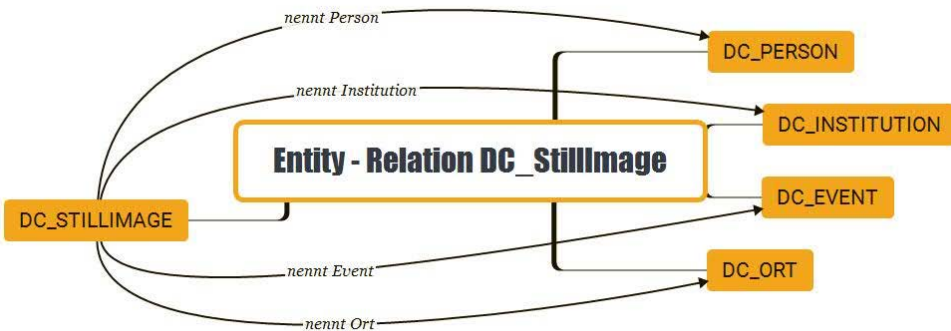 nennt Person
DC_PERSON
nennt Institution
DC_INSTITUTION
Entity - Relation DC_StillImage
DC_EVENT
DC_STILLIMAGE
nennt Event
DC_ORT
nennt Ort